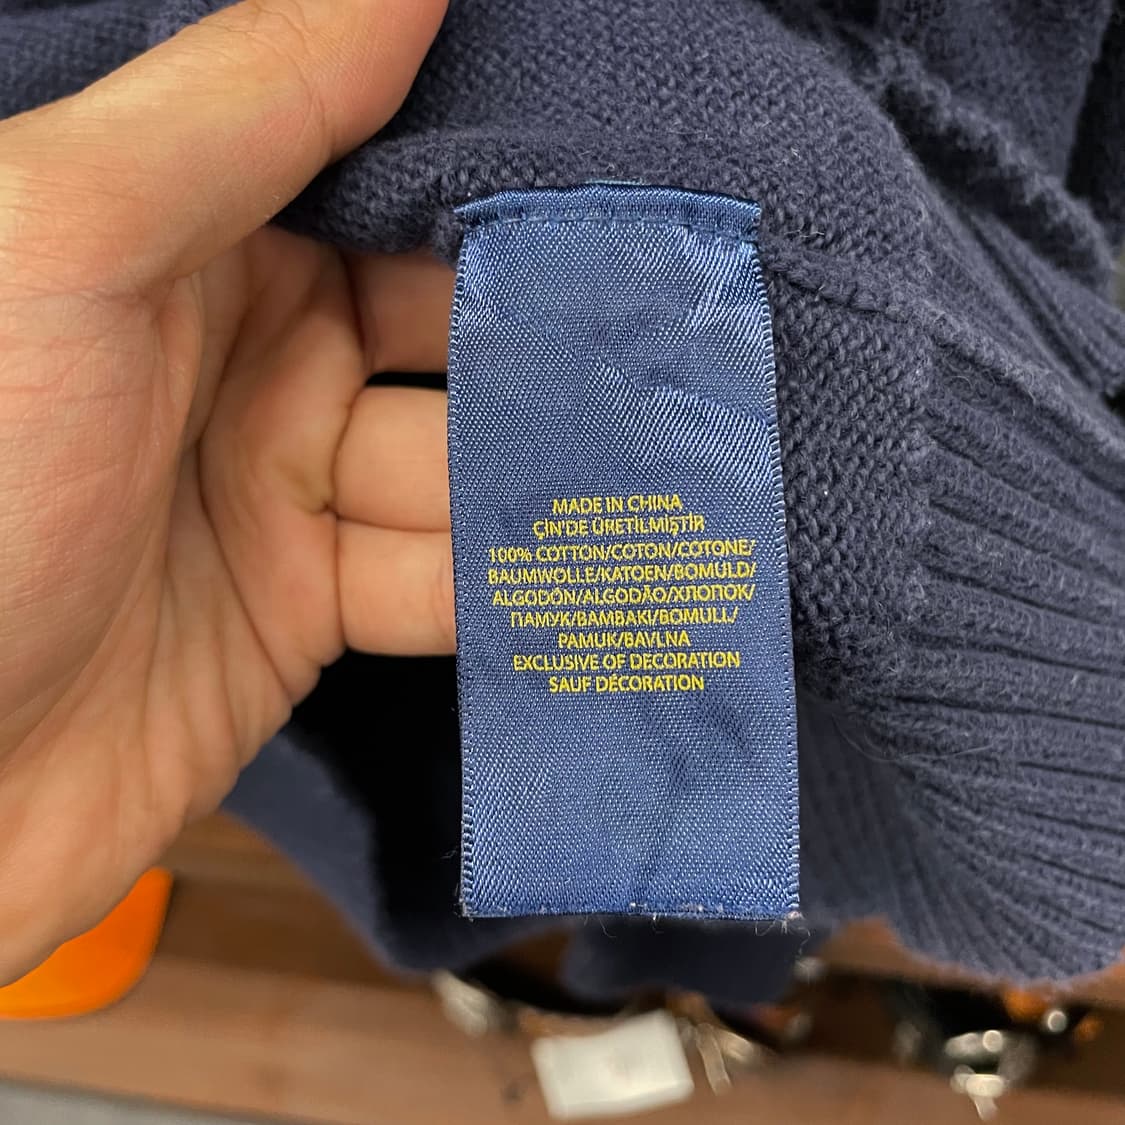 MADE IN CHINA
ÇİN'DE ÜRETİLMİŞTİR
100% COTTON/COTON/COTONE/
BAUMWOLLE/KATOEN/BOMULD/
ALGODÓN/ALGODÃO/ХЛОПОК/
ПАМУК/BAMBAKI/BOMULL/
PAMUK/BAVLNA
EXCLUSIVE OF DECORATION
SAUF DÉCORATION